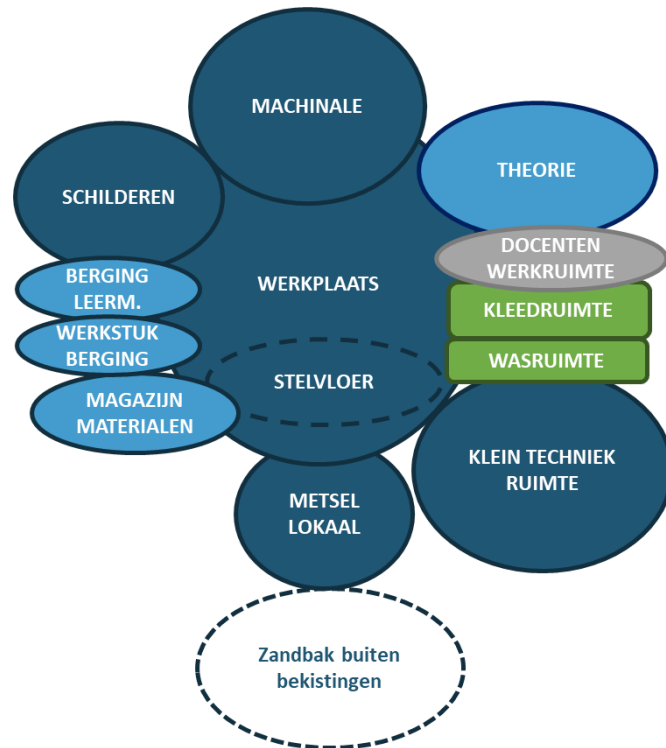 MACHINALE
THEORIE
SCHILDEREN
DOCENTEN
WERKRUIMTE
BERGING
LEERM.
WERKPLAATS
KLEEDRUIMTE
WERKSTUK
BERGING
WASRUIMTE
STELVLOER
MAGAZIJN
MATERIALEN
KLEIN TECHNIEK
RUIMTE
METSEL
LOKAAL
Zandbak buiten
bekistingen